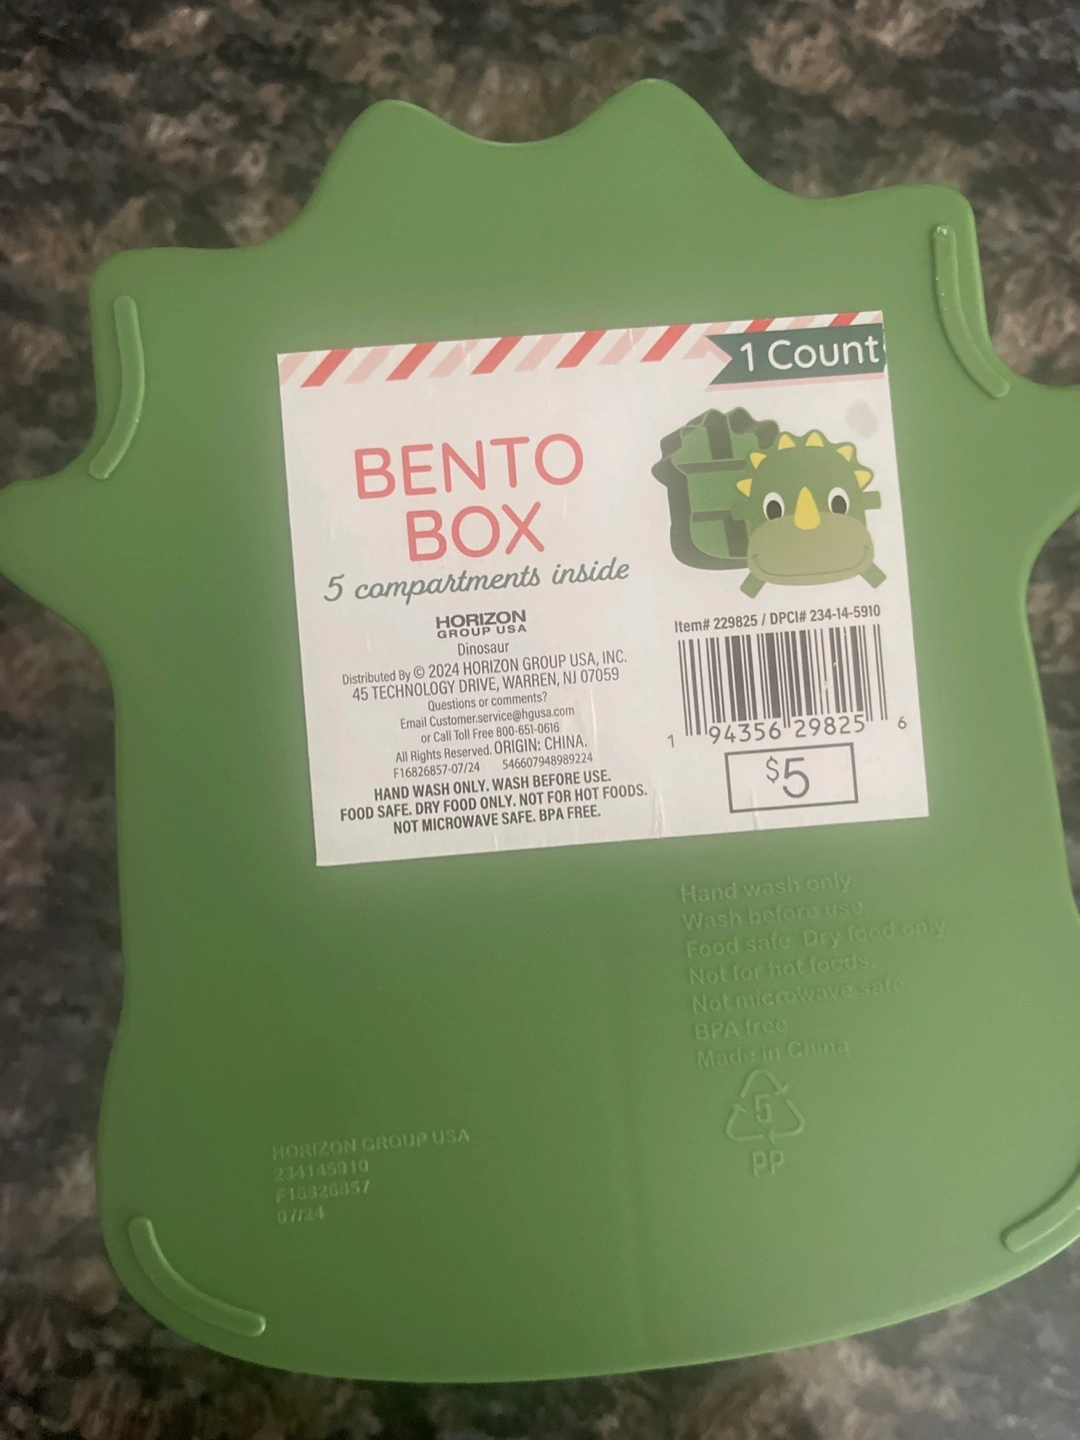 1 Count
BENTO
BOX
5 compartments inside
HORIZON
GROUP USA
Dinosaur
Distributed By © 2024 HORIZON GROUP USA, INC.
45 TECHNOLOGY DRIVE, WARREN, NJ 07059
Questions or comments?
Email Customer.service@hgusa.com
or Call Toll Free 800-651-0616
All Rights Reserved. ORIGIN: CHINA.
F16826857-07/24 546607948989224
HAND WASH ONLY. WASH BEFORE USE.
FOOD SAFE. DRY FOOD ONLY. NOT FOR HOT FOODS.
NOT MICROWAVE SAFE. BPA FREE.
Item# 229825 / DPCI# 234-14-5910
1 94356 29825 6
$5
Hand wash only.
Wash before use.
Food safe. Dry food only.
Not for hot foods.
Not microwave safe.
BPA free
Made in China
5
PP
HORIZON GROUP USA
234145910
F16826857
07/24